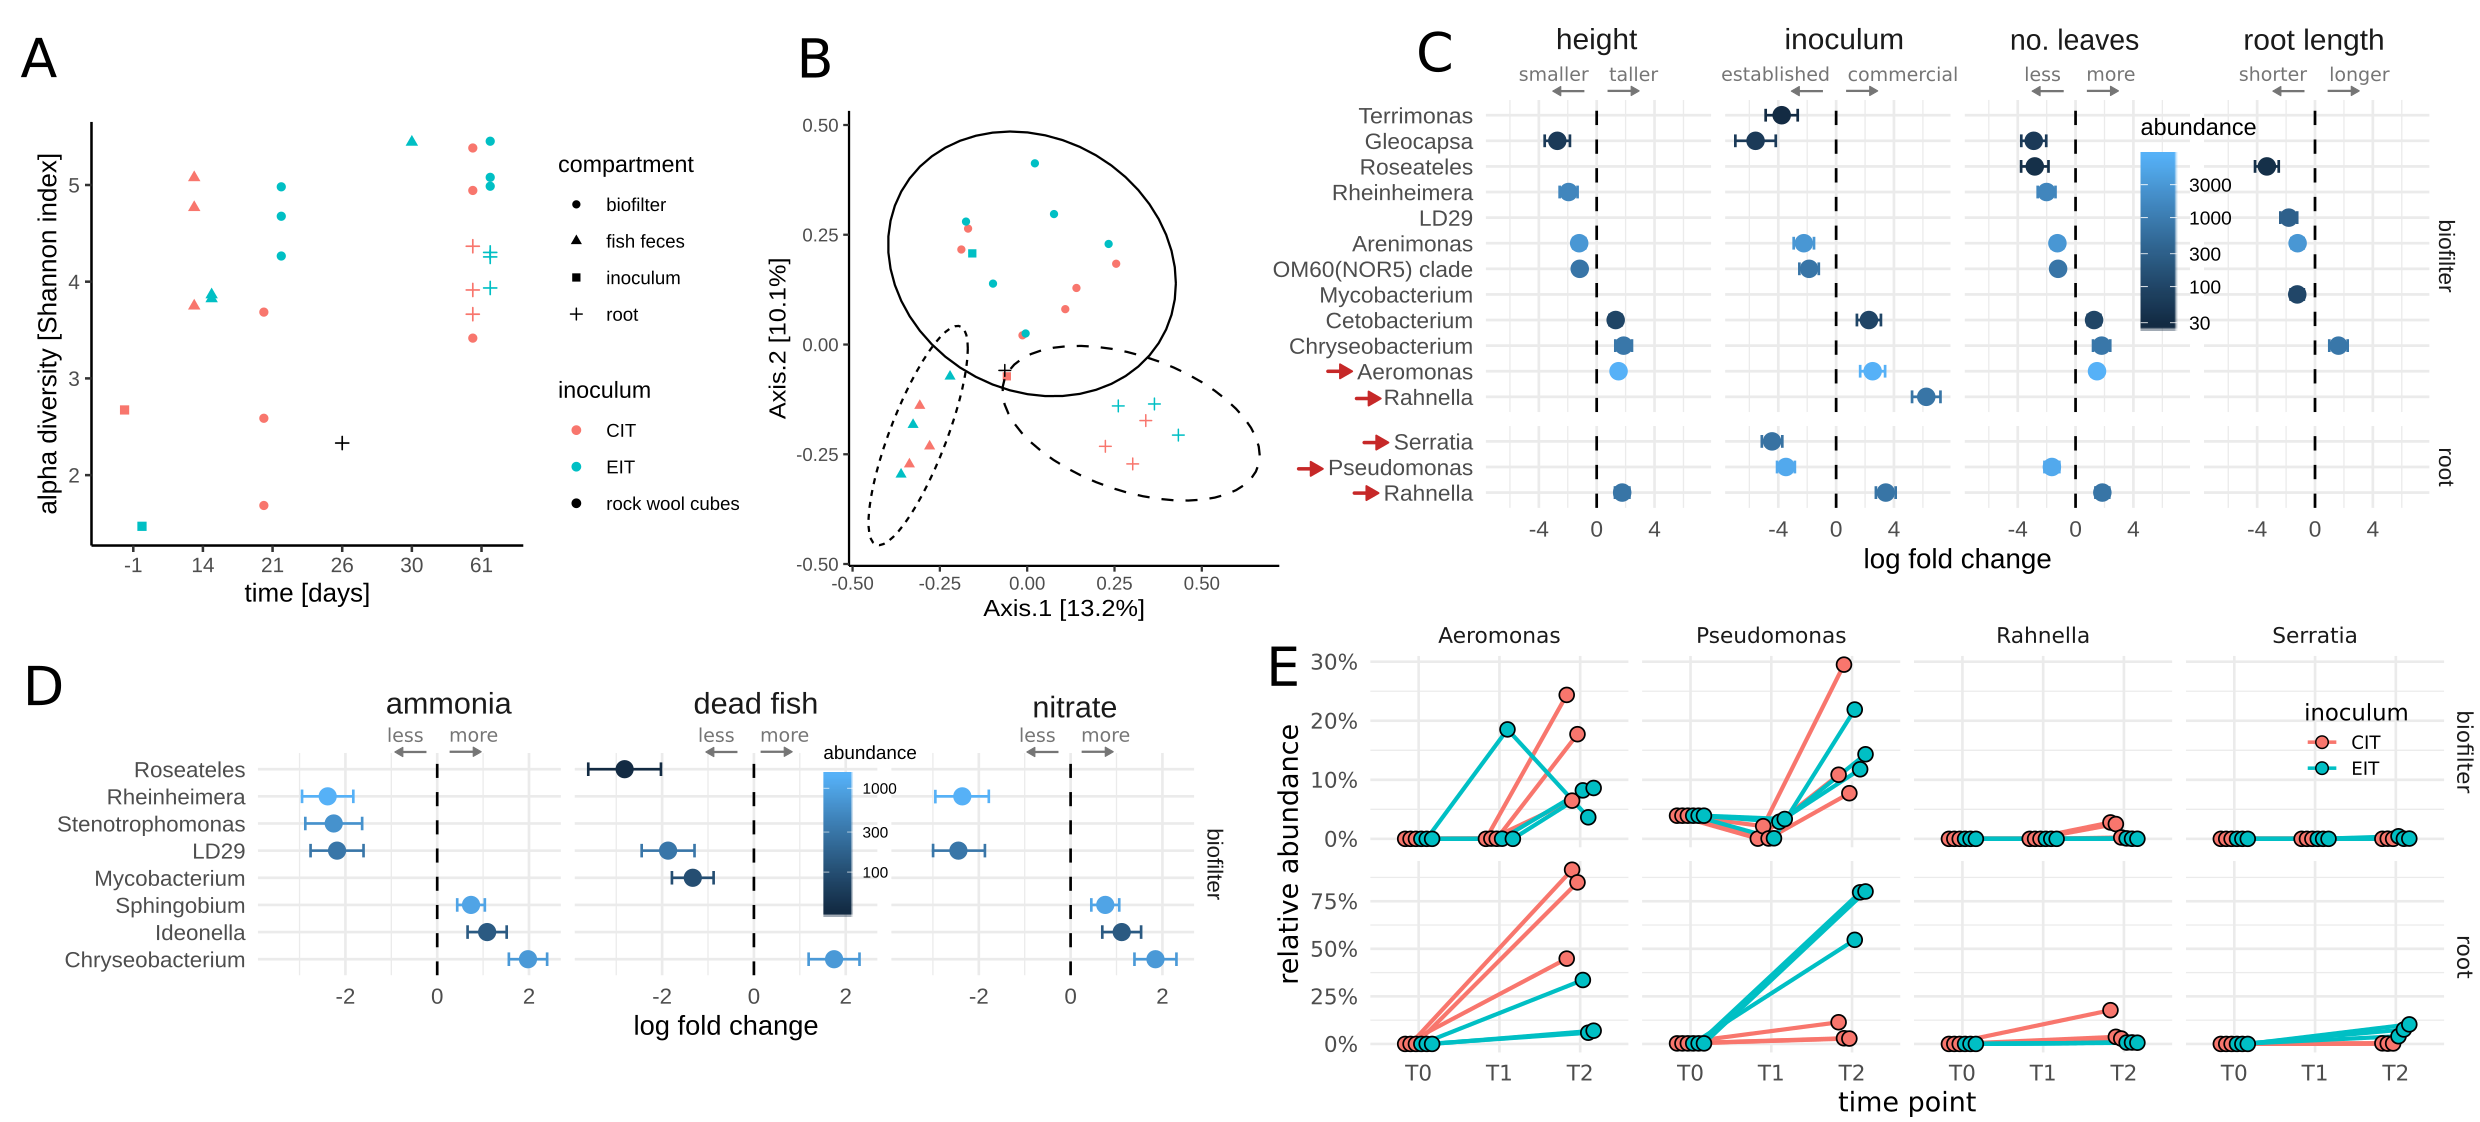 A
alpha diversity [Shannon index]
5
4
3
2
-1 14 21 26 30 61
time [days]
compartment
biofilter
fish feces
inoculum
root
inoculum
CIT
EIT
rock wool cubes
B
Axis.2 [10.1%]
0.50
0.25
0.00
-0.25
-0.50
-0.50 -0.25 0.00 0.25 0.50
Axis.1 [13.2%]
C
height inoculum no. leaves root length
smaller taller established commercial less more shorter longer
Terrimonas
Gleocapsa
Roseateles
Rheinheimera
LD29
Arenimonas
OM60(NOR5) clade
Mycobacterium
Cetobacterium
Chryseobacterium
Aeromonas
Rahnella
Serratia
Pseudomonas
Rahnella
abundance
3000
1000
300
100
30
biofilter
root
-4 0 4 -4 0 4 -4 0 4 -4 0 4
log fold change
D
ammonia dead fish nitrate
less more less more less more
Roseateles
Rheinheimera
Stenotrophomonas
LD29
Mycobacterium
Sphingobium
Ideonella
Chryseobacterium
abundance
1000
300
100
biofilter
-2 0 2 -2 0 2 -2 0 2
log fold change
E
Aeromonas Pseudomonas Rahnella Serratia
relative abundance
30%
20%
10%
0%
75%
50%
25%
0%
inoculum
CIT
EIT
biofilter
root
T0 T1 T2 T0 T1 T2 T0 T1 T2 T0 T1 T2
time point